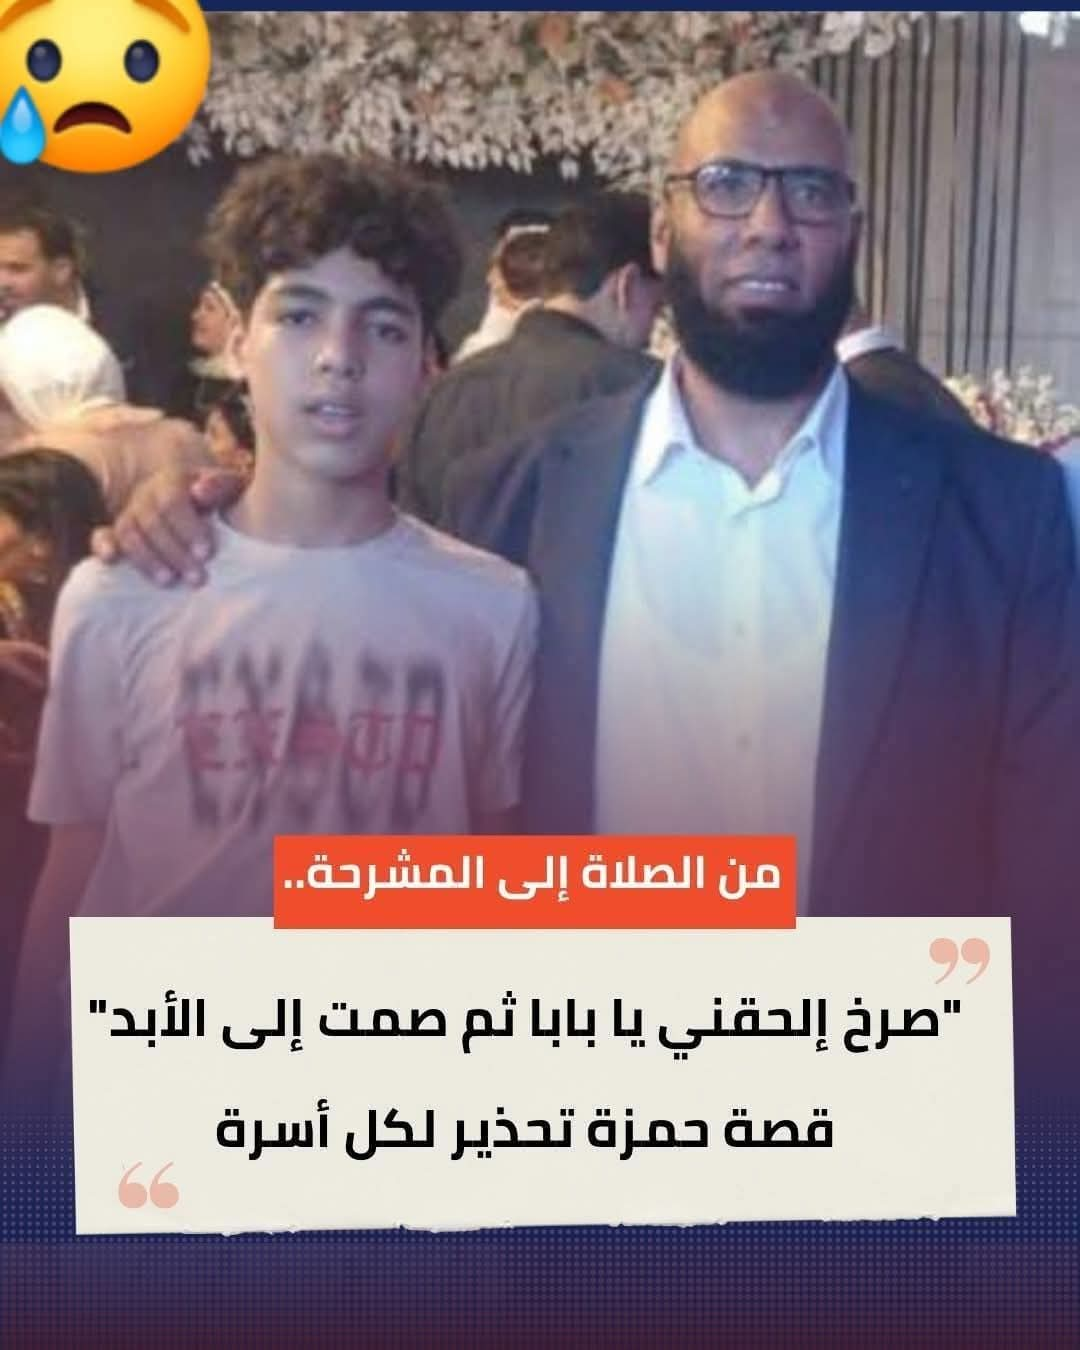 من الصلاة إلى المشرحة..
"صرخ إلحقني يا بابا ثم صمت إلى الأبد"
قصة حمزة تحذير لكل أسرة